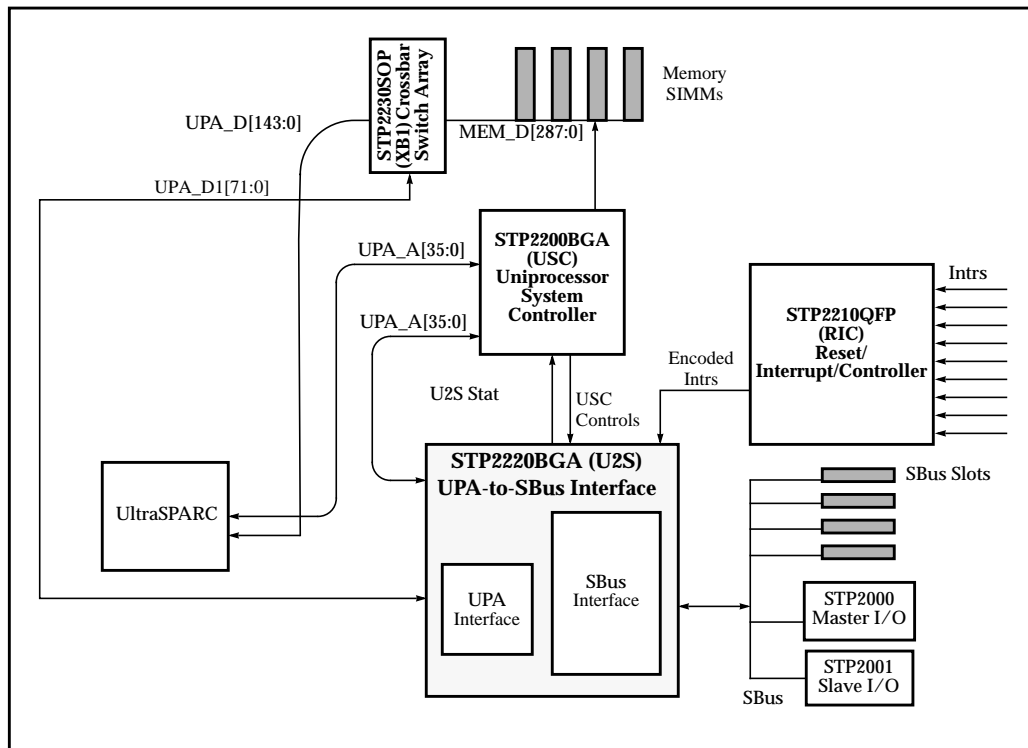 STP2230SOP
(XB1) Crossbar
Switch Array
Memory
SIMMs
UPA_D[143:0]
MEM_D[287:0]
UPA_D1[71:0]
STP2200BGA
(USC)
Uniprocessor
System
Controller
UPA_A[35:0]
UPA_A[35:0]
Intrs
STP2210QFP
(RIC)
Reset/
Interrupt/Controller
Encoded
Intrs
U2S Stat
USC
Controls
STP2220BGA (U2S)
UPA-to-SBus Interface
SBus Slots
UltraSPARC
UPA
Interface
SBus
Interface
STP2000
Master I/O
STP2001
Slave I/O
SBus